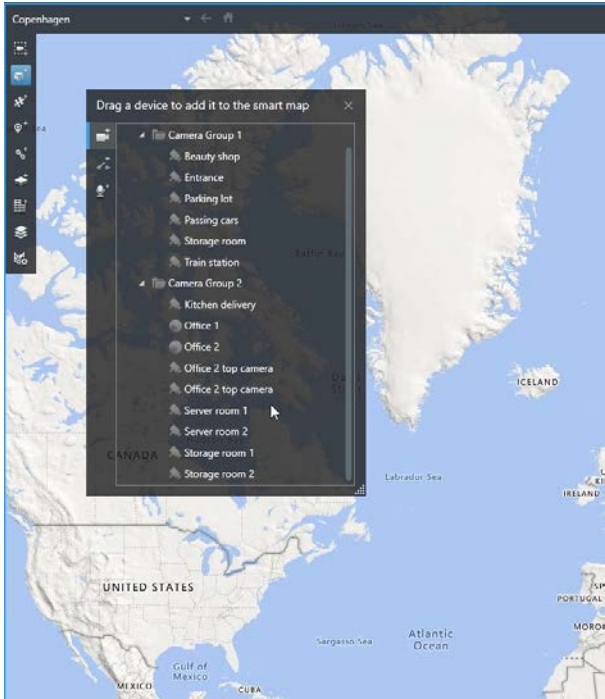 Copenhagen
Drag a device to add it to the smart map
Camera Group 1
Beauty shop
Entrance
Parking lot
Passing cars
Storage room
Train station
Camera Group 2
Kitchen delivery
Office 1
Office 2
Office 2 top camera
Office 2 top camera
Server room 1
Server room 2
Storage room 1
Storage room 2
ICELAND
CANADA
Labrador Sea
IRELAND
UNITED STATES
PORTUGAL
Sargasso Sea
Atlantic
Ocean
Gulf of
Mexico
MEXICO
CUBA